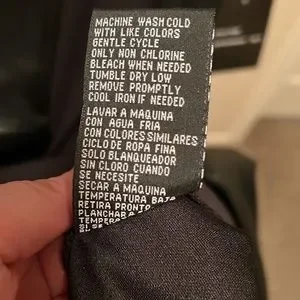 MACHINE WASH COLD
WITH LIKE COLORS
GENTLE CYCLE
ONLY NON CHLORINE
BLEACH WHEN NEEDED
TUMBLE DRY LOW
REMOVE PROMPTLY
COOL IRON IF NEEDED
LAVAR A MAQUINA
CON AGUA FRIA
CON COLORES SIMILARES
CICLO DE ROPA FINA
SOLO BLANQUEADOR
SIN CLORO CUANDO
SE NECESITE
SECAR A MAQUINA
TEMPERATURA BAJA
RETIRA PRONTO
PLANCHAR A